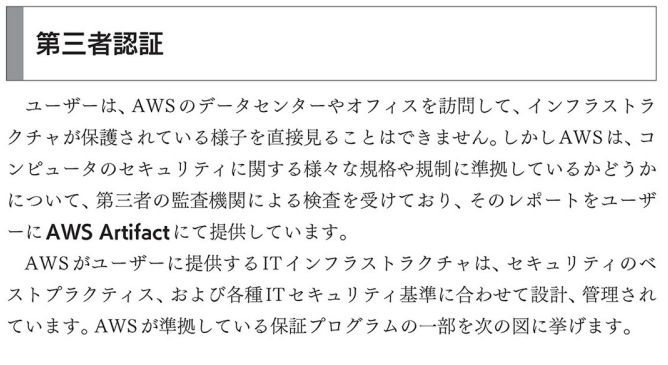 第三者認証
ユーザーは、AWSのデータセンターやオフィスを訪問して、インフラストラ
クチャが保護されている様子を直接見ることはできません。しかしAWSは、コ
ンピュータのセキュリティに関する様々な規格や規制に準拠しているかどうか
について、第三者の監査機関による検査を受けており、そのレポートをユーザ
ーにAWS Artifactにて提供しています。
AWSがユーザーに提供するITインフラストラクチャは、セキュリティのベ
ストプラクティス、および各種ITセキュリティ基準に合わせて設計、管理され
ています。AWSが準拠している保証プログラムの一部を次の図に挙げます。